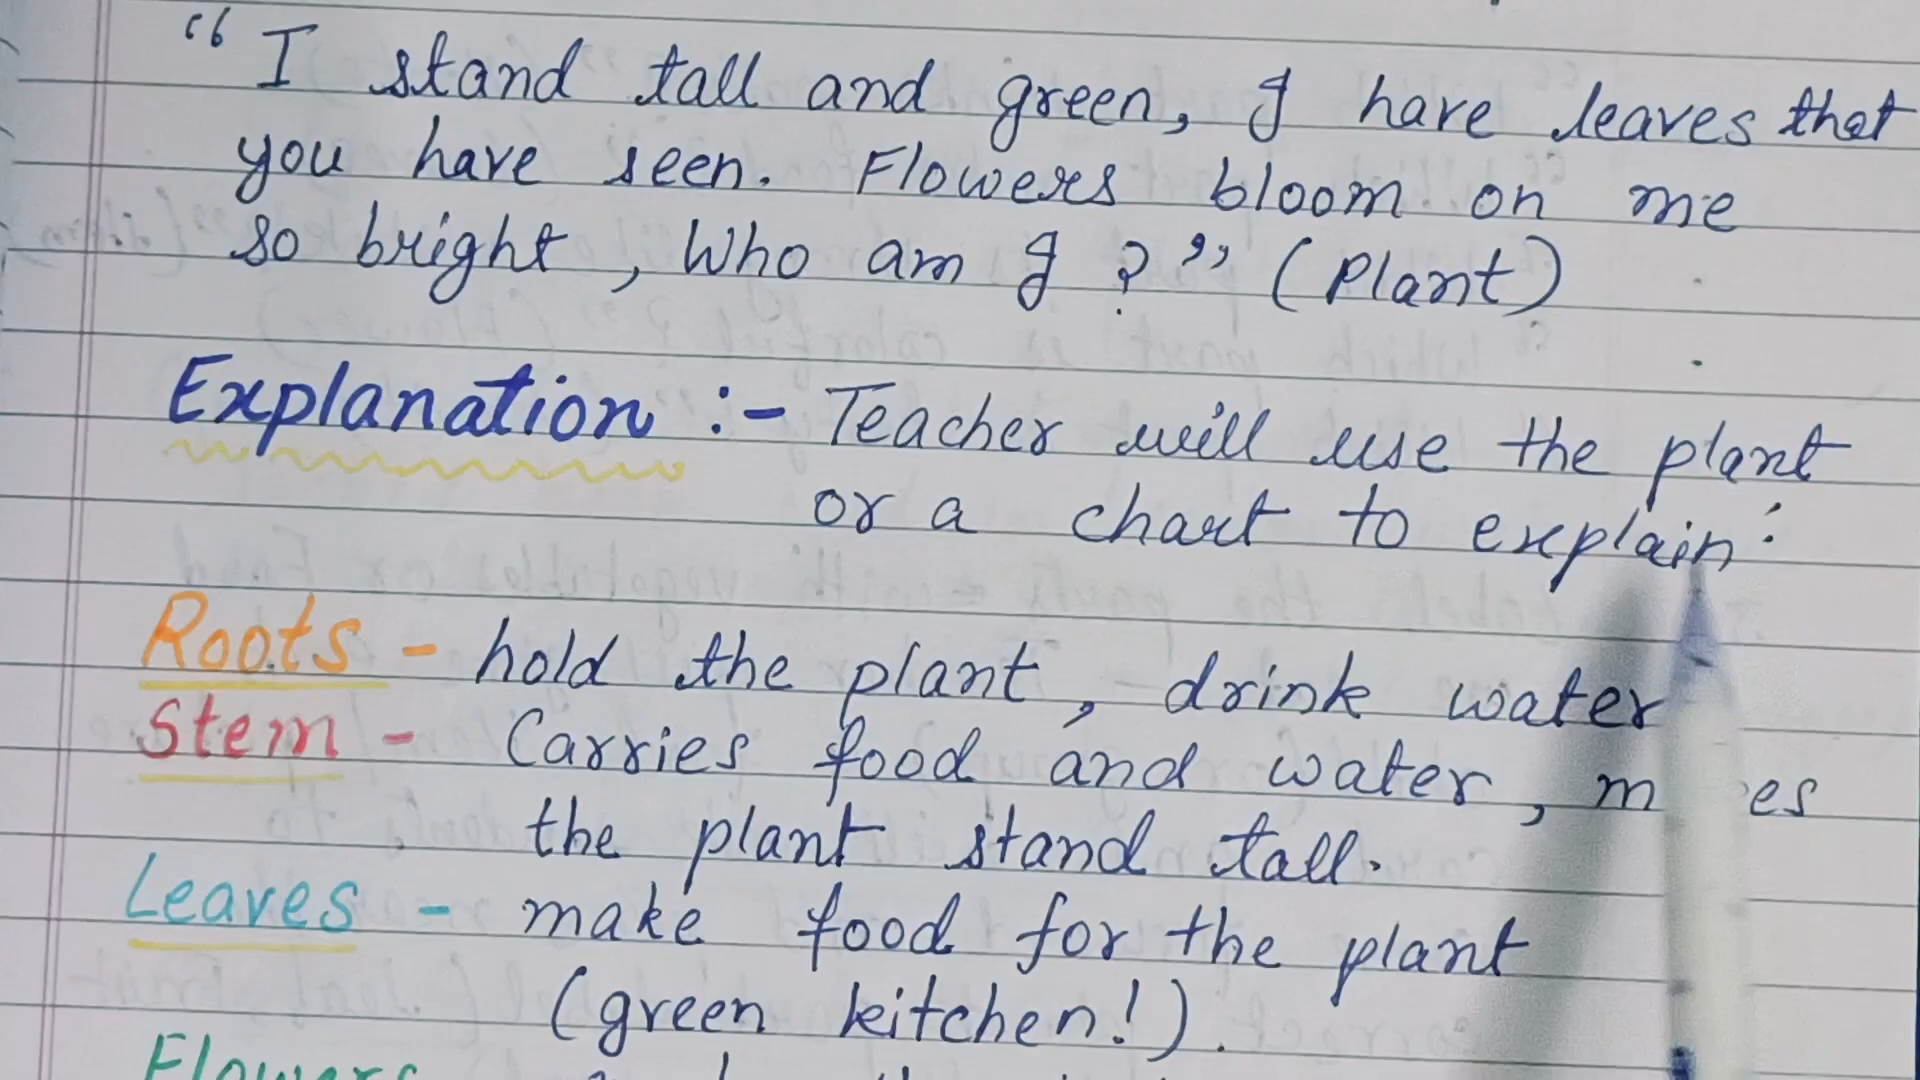 “I stand tall and green, I have leaves that
you have seen. Flowers bloom on me
so bright, Who am I ?” (Plant)
Explanation :- Teacher will use the plant
or a chart to explain:
Roots - hold the plant, drink water
Stem - Carries food and water,
the plant stand tall.
Leaves - make food for the plant
(green kitchen!).
Flowers